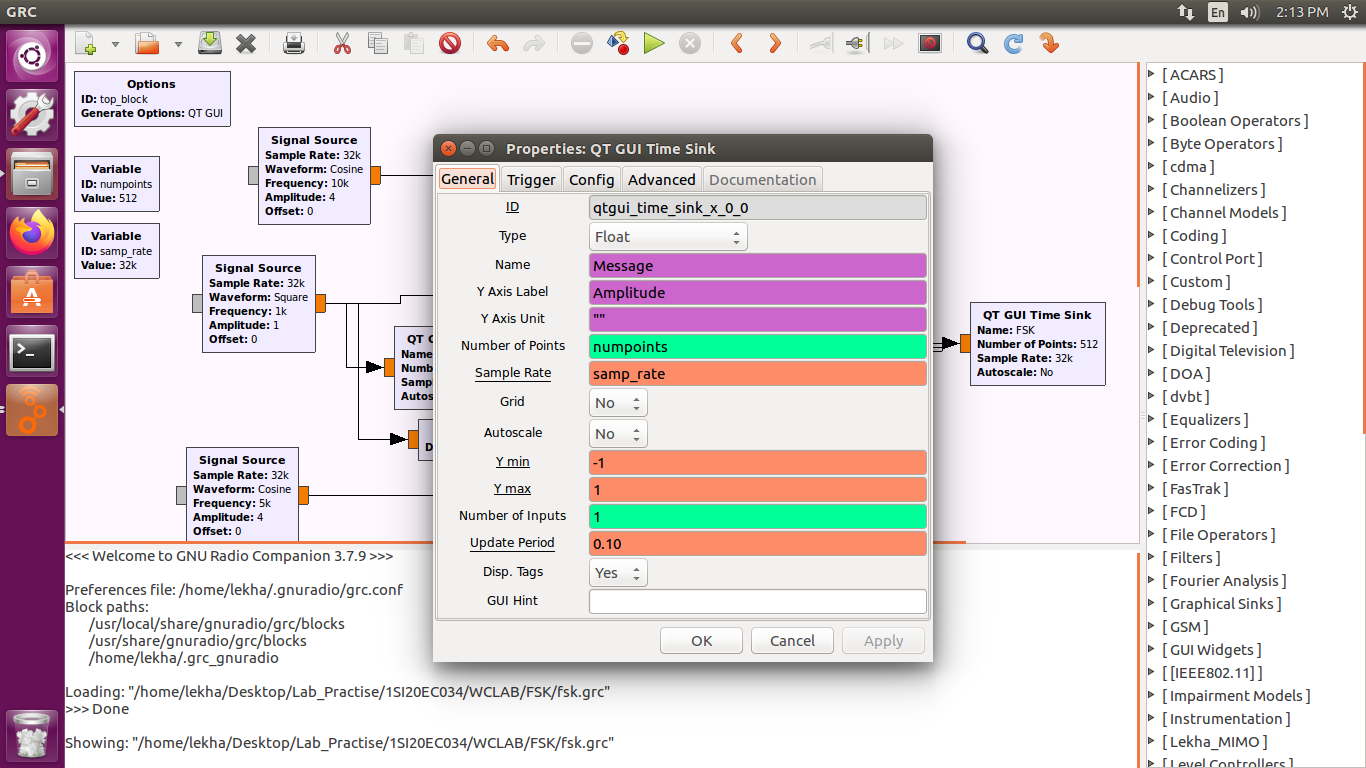 GRC
En
2:13 PM
Options
ID: top_block
Generate Options: QT GUI
Variable
ID: numpoints
Value: 512
Variable
ID: samp_rate
Value: 32k
Signal Source
Sample Rate: 32k
Waveform: Cosine
Frequency: 10k
Amplitude: 4
Offset: 0
Signal Source
Sample Rate: 32k
Waveform: Square
Frequency: 1k
Amplitude: 1
Offset: 0
Signal Source
Sample Rate: 32k
Waveform: Cosine
Frequency: 5k
Amplitude: 4
Offset: 0
QT G
Name
Numb
Samp
Autos
D
Properties: QT GUI Time Sink
General
Trigger
Config
Advanced
Documentation
ID
qtgui_time_sink_x_0_0
Type
Float
Name
Message
Y Axis Label
Amplitude
Y Axis Unit
""
Number of Points
numpoints
Sample Rate
samp_rate
Grid
No
Autoscale
No
Y min
-1
Y max
1
Number of Inputs
1
Update Period
0.10
Disp. Tags
Yes
GUI Hint
OK
Cancel
Apply
QT GUI Time Sink
Name: FSK
Number of Points: 512
Sample Rate: 32k
Autoscale: No
<<< Welcome to GNU Radio Companion 3.7.9 >>>
Preferences file: /home/lekha/.gnuradio/grc.conf
Block paths:
/usr/local/share/gnuradio/grc/blocks
/usr/share/gnuradio/grc/blocks
/home/lekha/.grc_gnuradio
Loading: "/home/lekha/Desktop/Lab_Practise/1SI20EC034/WCLAB/FSK/fsk.grc"
>>> Done
Showing: "/home/lekha/Desktop/Lab_Practise/1SI20EC034/WCLAB/FSK/fsk.grc"
[ ACARS ]
[ Audio ]
[ Boolean Operators ]
[ Byte Operators ]
[ cdma ]
[ Channelizers ]
[ Channel Models ]
[ Coding ]
[ Control Port ]
[ Custom ]
[ Debug Tools ]
[ Deprecated ]
[ Digital Television ]
[ DOA ]
[ dvbt ]
[ Equalizers ]
[ Error Coding ]
[ Error Correction ]
[ FasTrak ]
[ FCD ]
[ File Operators ]
[ Filters ]
[ Fourier Analysis ]
[ Graphical Sinks ]
[ GSM ]
[ GUI Widgets ]
[ [IEEE802.11] ]
[ Impairment Models ]
[ Instrumentation ]
[ Lekha_MIMO ]
[ Level Controllers ]